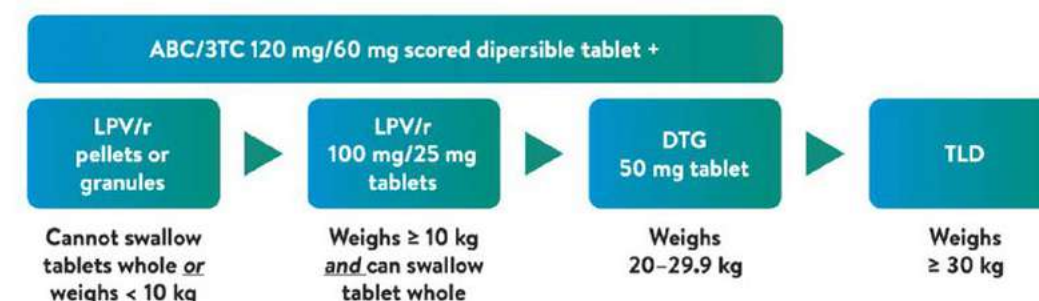 ABC/3TC 120 mg/60 mg scored dipersible tablet +
LPV/r
pellets or
granules
LPV/r
100 mg/25 mg
tablets
DTG
50 mg tablet
TLD
Cannot swallow
tablets whole or
weighs < 10 kg
Weighs ≥ 10 kg
and can swallow
tablet whole
Weighs
20–29.9 kg
Weighs
≥ 30 kg